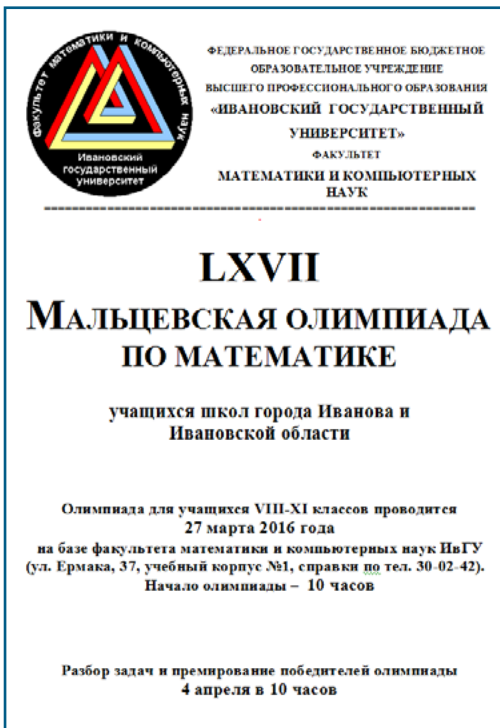 факультет математики и компьютерных наук
Ивановский
государственный
университет
ФЕДЕРАЛЬНОЕ ГОСУДАРСТВЕННОЕ БЮДЖЕТНОЕ
ОБРАЗОВАТЕЛЬНОЕ УЧРЕЖДЕНИЕ
ВЫСШЕГО ПРОФЕССИОНАЛЬНОГО ОБРАЗОВАНИЯ
«ИВАНОВСКИЙ ГОСУДАРСТВЕННЫЙ
УНИВЕРСИТЕТ»
ФАКУЛЬТЕТ
МАТЕМАТИКИ И КОМПЬЮТЕРНЫХ
НАУК
LXVII
МАЛЬЦЕВСКАЯ ОЛИМПИАДА
ПО МАТЕМАТИКЕ
учащихся школ города Иванова и
Ивановской области
Олимпиада для учащихся VIII-XI классов проводится
27 марта 2016 года
на базе факультета математики и компьютерных наук ИвГУ
(ул. Ермака, 37, учебный корпус №1, справки по тел. 30-02-42).
Начало олимпиады – 10 часов
Разбор задач и премирование победителей олимпиады
4 апреля в 10 часов